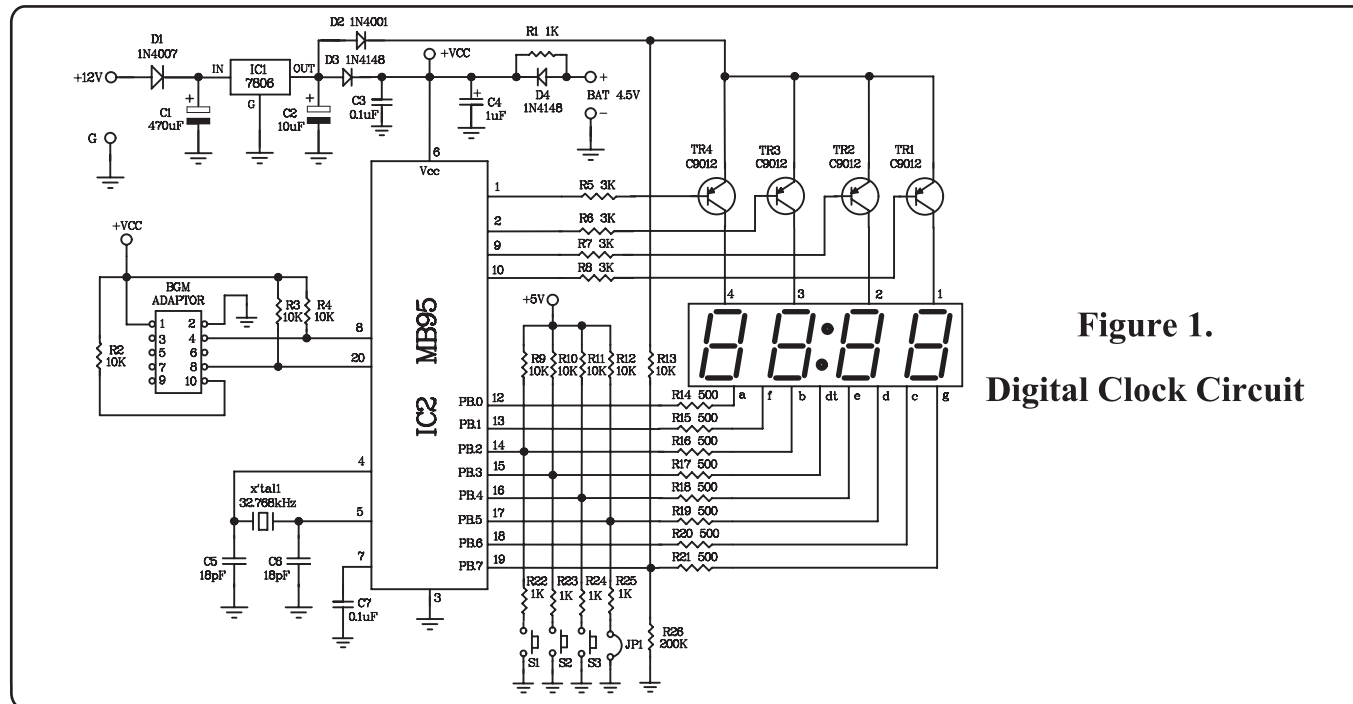 D2 1N4001
R1 1K
D1
1N4007
+VCC
D3 1N4148
+12V
IN
IC1
7806
OUT
G
+
+
+
+
BAT 4.5V
-
D4
1N4148
C1
470uF
C2
10uF
C3
0.1uF
C4
1uF
G
6
Vcc
TR4
C9012
TR3
C9012
TR2
C9012
TR1
C9012
1
R5 3K
2
R6 3K
9
R7 3K
10
R8 3K
+VCC
BGM
ADAPTOR
1 2
3 4
5 6
7 8
9 10
R2
10K
R3
10K
R4
10K
8
20
IC2 MB95
+5V
4 3 2 1
R9
10K
R10
10K
R11
10K
R12
10K
R13
10K
a f b dt e d c g
PB.0 12 R14 500
PB.1 13 R15 500
PB.2 14 R16 500
PB.3 15 R17 500
PB.4 16 R18 500
PB.5 17 R19 500
PB.6 18 R20 500
PB.7 19 R21 500
4
x'tal1
32.768kHz
5
C5
18pF
C6
18pF
7
C7
0.1uF
3
R22
1K
R23
1K
R24
1K
R25
1K
R26
200K
S1
S2
S3
JP1
Figure 1.
Digital Clock Circuit